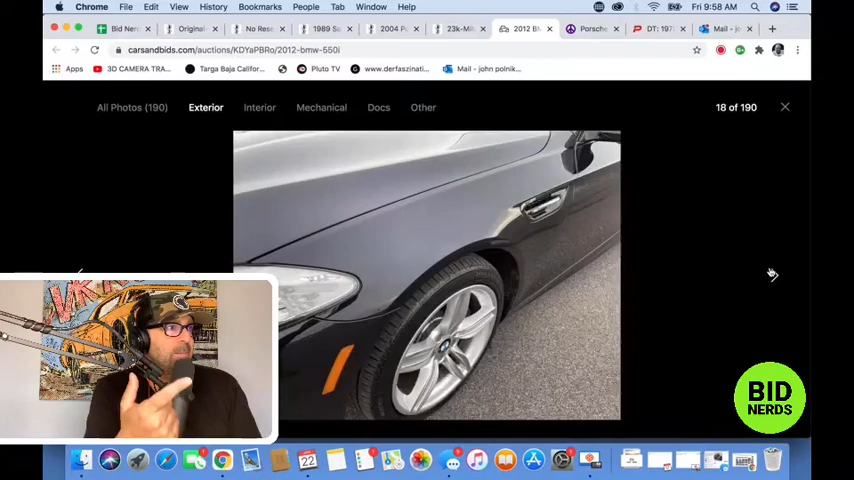 Chrome File Edit View History Bookmarks People Tab Window Help
Fri 9:58 AM
Bid Ner
Original
No Rese
1989 Sa
2004 Po
23k-Mil
2012 BM
Porsche
DT: 197
Mail - jo
carsandbids.com/auctions/KDYaPBRo/2012-bmw-550i
Apps
3D CAMERA TRA...
Targa Baja Califor...
Pluto TV
www.derfaszinati...
Mail - john polnik...
All Photos (190)
Exterior
Interior
Mechanical
Docs
Other
18 of 190
22
BID
NERDS